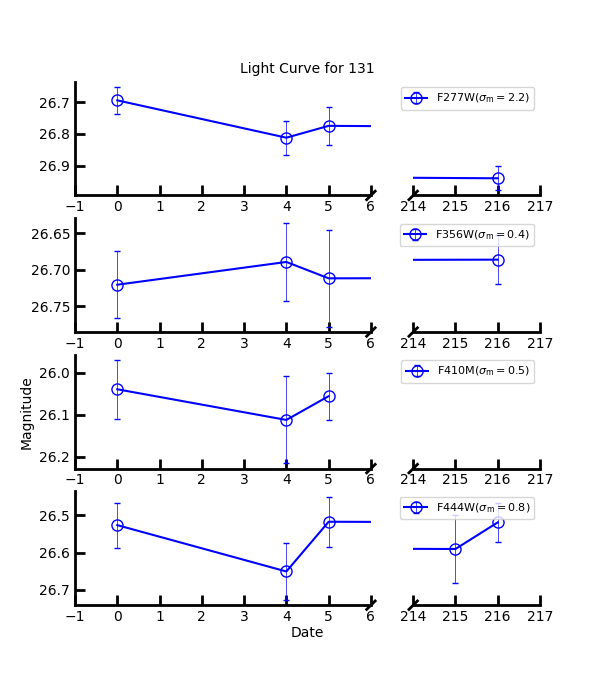 Light Curve for 131
26.7
26.8
26.9
F277W(σm = 2.2)
−1 0 1 2 3 4 5 6 214 215 216 217
26.65
26.70
26.75
F356W(σm = 0.4)
−1 0 1 2 3 4 5 6 214 215 216 217
26.0
26.1
26.2
F410M(σm = 0.5)
−1 0 1 2 3 4 5 6 214 215 216 217
Magnitude
26.5
26.6
26.7
F444W(σm = 0.8)
−1 0 1 2 3 4 5 6 214 215 216 217
Date